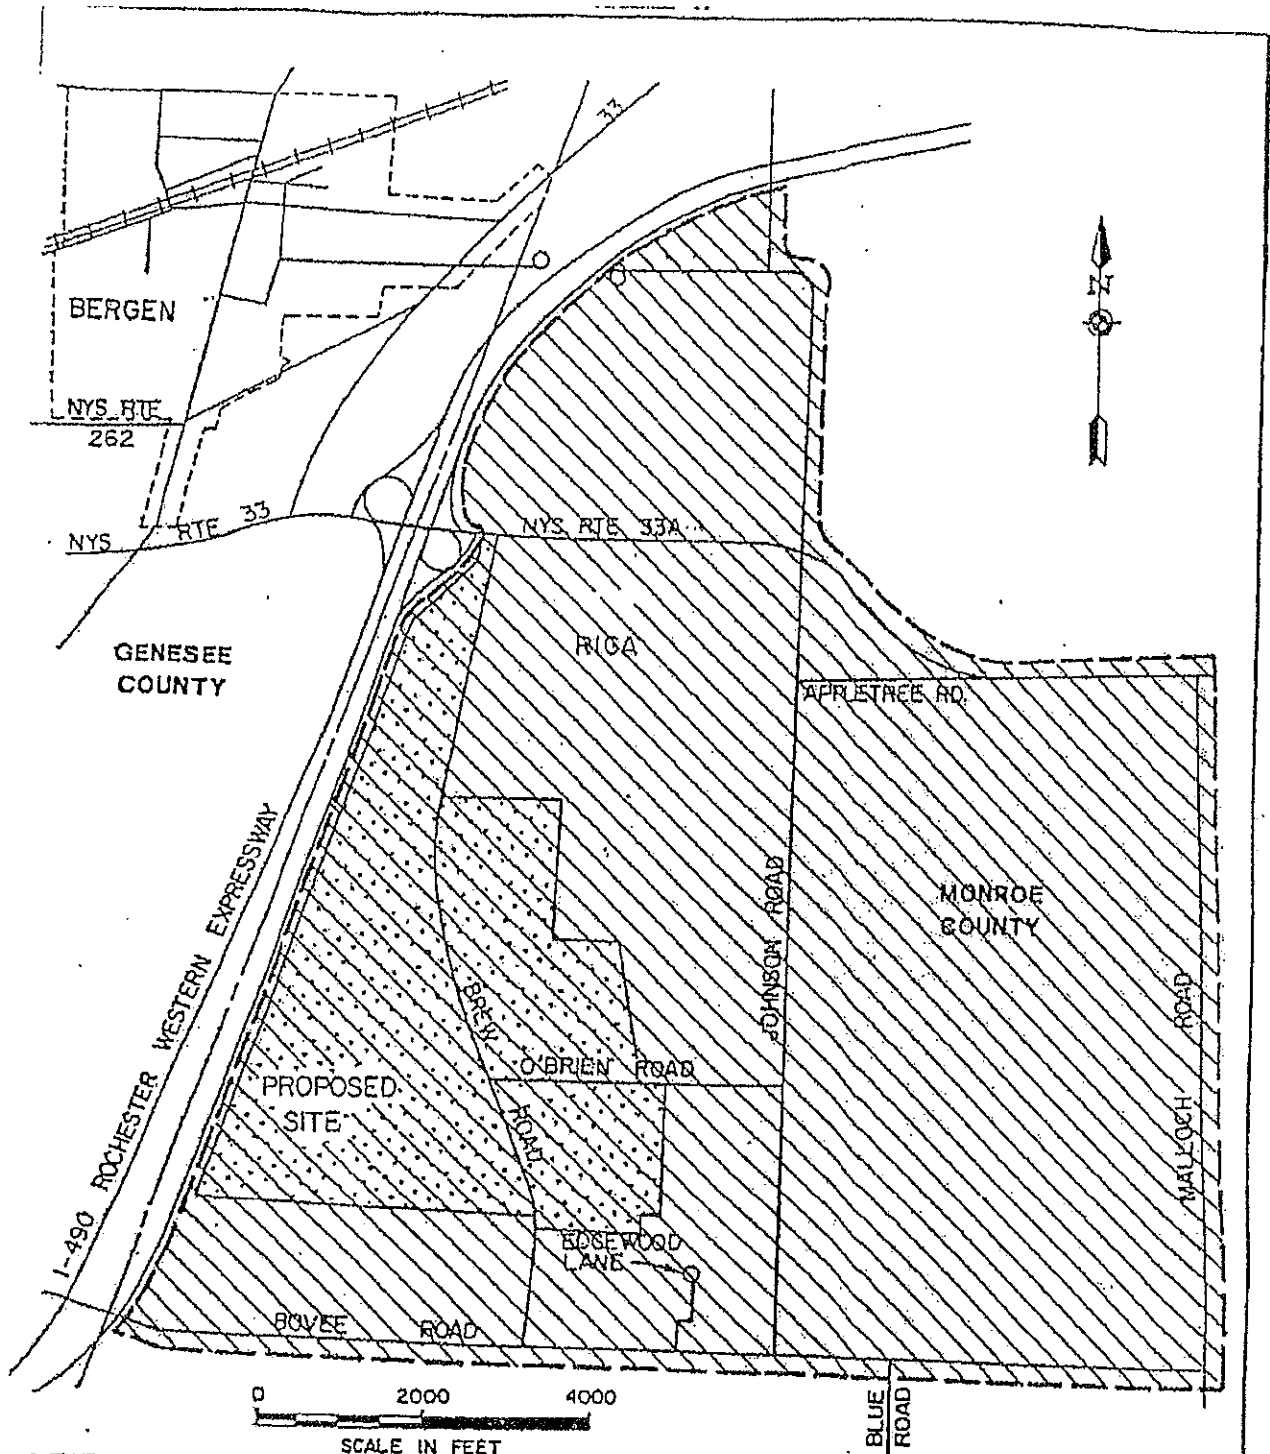 33
N
BERGEN
NYS RTE
262
NYS RTE 33
NYS RTE 33A
GENESEE
COUNTY
RIGA
APPLETREE RD.
I-490 ROCHESTER WESTERN EXPRESSWAY
JOHNSON ROAD
MONROE
COUNTY
BREW ROAD
O'BRIEN ROAD
MALLOCH ROAD
PROPOSED
SITE
EDGEWOOD
LANE
BOVEE ROAD
BLUE
ROAD
0 2000 4000
SCALE IN FEET